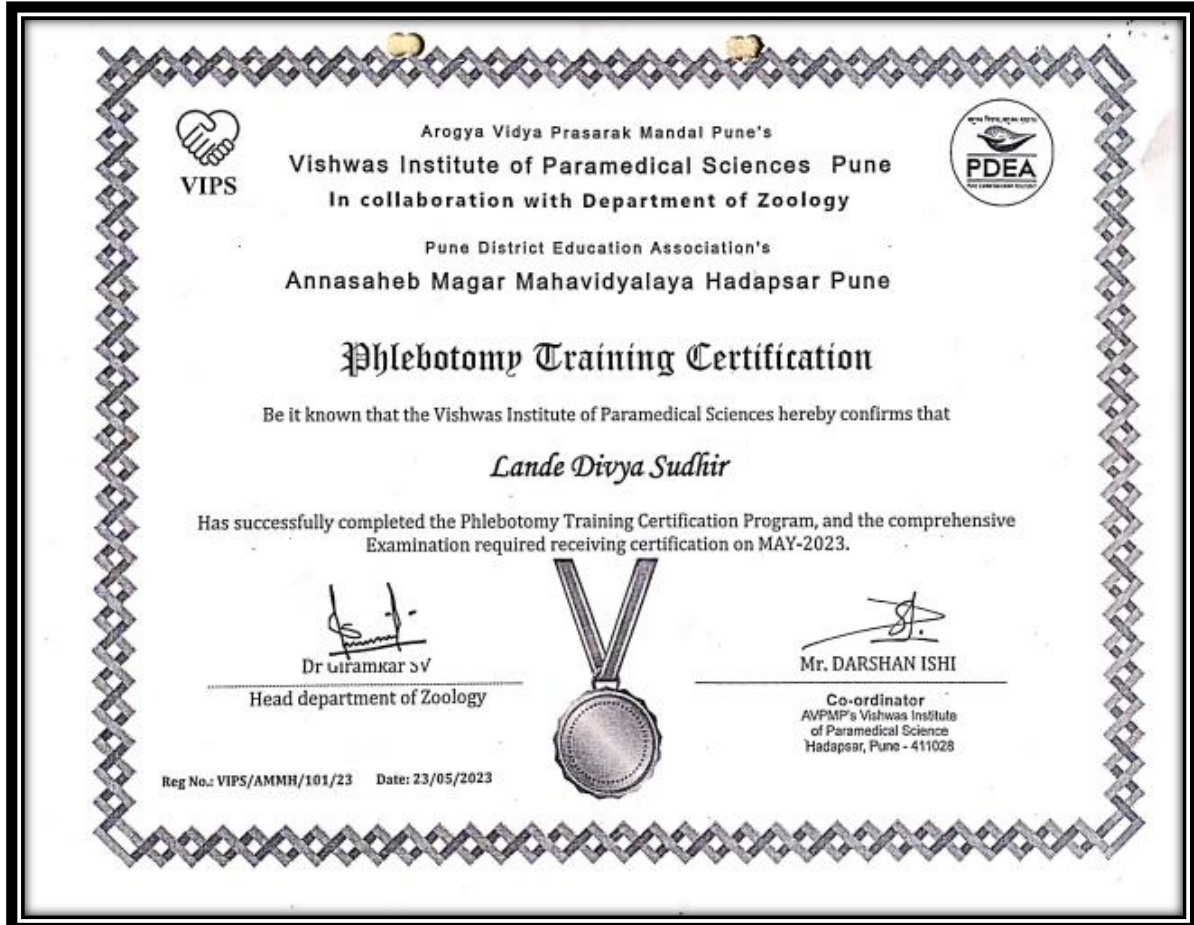 VIPS
Arogya Vidya Prasarak Mandal Pune's
Vishwas Institute of Paramedical Sciences Pune
In collaboration with Department of Zoology
PDEA
Pune District Education Association's
Annasaheb Magar Mahavidyalaya Hadapsar Pune
Phlebotomy Training Certification
Be it known that the Vishwas Institute of Paramedical Sciences hereby confirms that
Lande Divya Sudhir
Has successfully completed the Phlebotomy Training Certification Program, and the comprehensive
Examination required receiving certification on MAY-2023.
Dr Giramkar SV
Head department of Zoology
Mr. DARSHAN ISHI
Co-ordinator
AVPMP's Vishwas Institute
of Paramedical Science
Hadapsar, Pune - 411028
Reg No.: VIPS/AMMH/101/23 Date: 23/05/2023